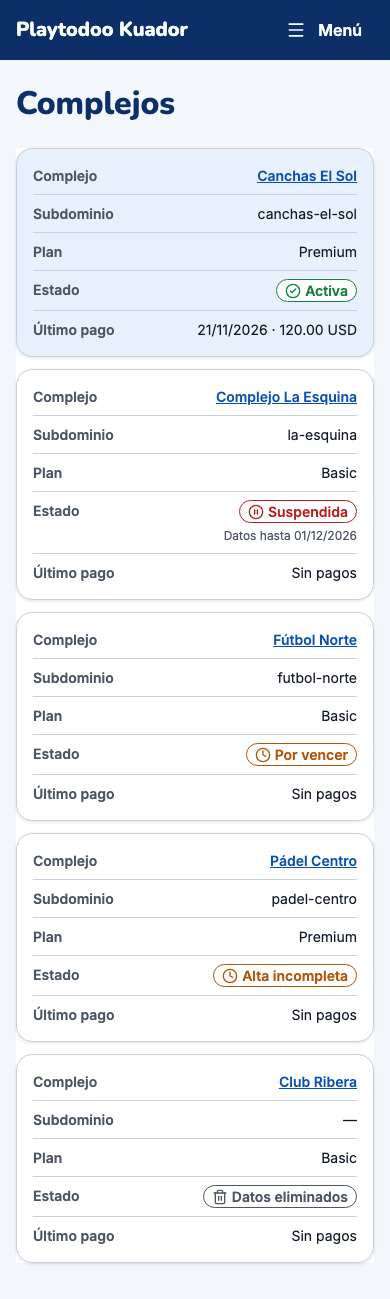 Playtodoo Kuador
Menú
Complejos
Complejo Canchas El Sol
Subdominio canchas-el-sol
Plan Premium
Estado Activa
Último pago 21/11/2026 · 120.00 USD
Complejo Complejo La Esquina
Subdominio la-esquina
Plan Basic
Estado Suspendida
Datos hasta 01/12/2026
Último pago Sin pagos
Complejo Fútbol Norte
Subdominio futbol-norte
Plan Basic
Estado Por vencer
Último pago Sin pagos
Complejo Pádel Centro
Subdominio padel-centro
Plan Premium
Estado Alta incompleta
Último pago Sin pagos
Complejo Club Ribera
Subdominio —
Plan Basic
Estado Datos eliminados
Último pago Sin pagos